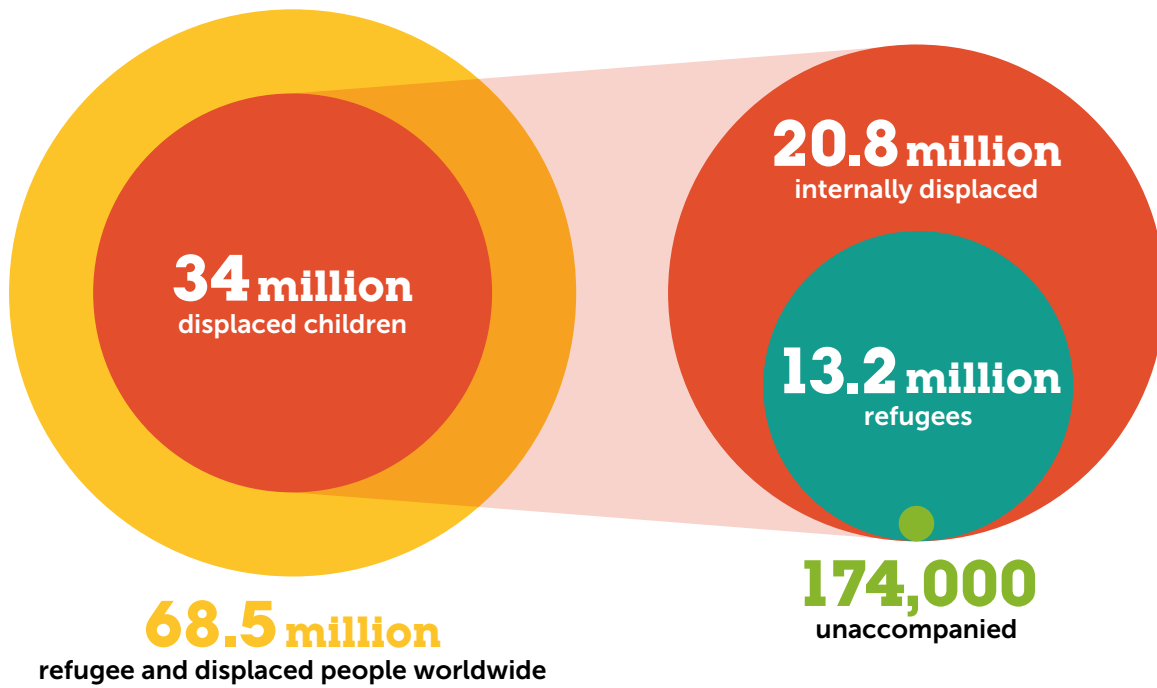 34 million
displaced children
68.5 million
refugee and displaced people worldwide
20.8 million
internally displaced
13.2 million
refugees
174,000
unaccompanied